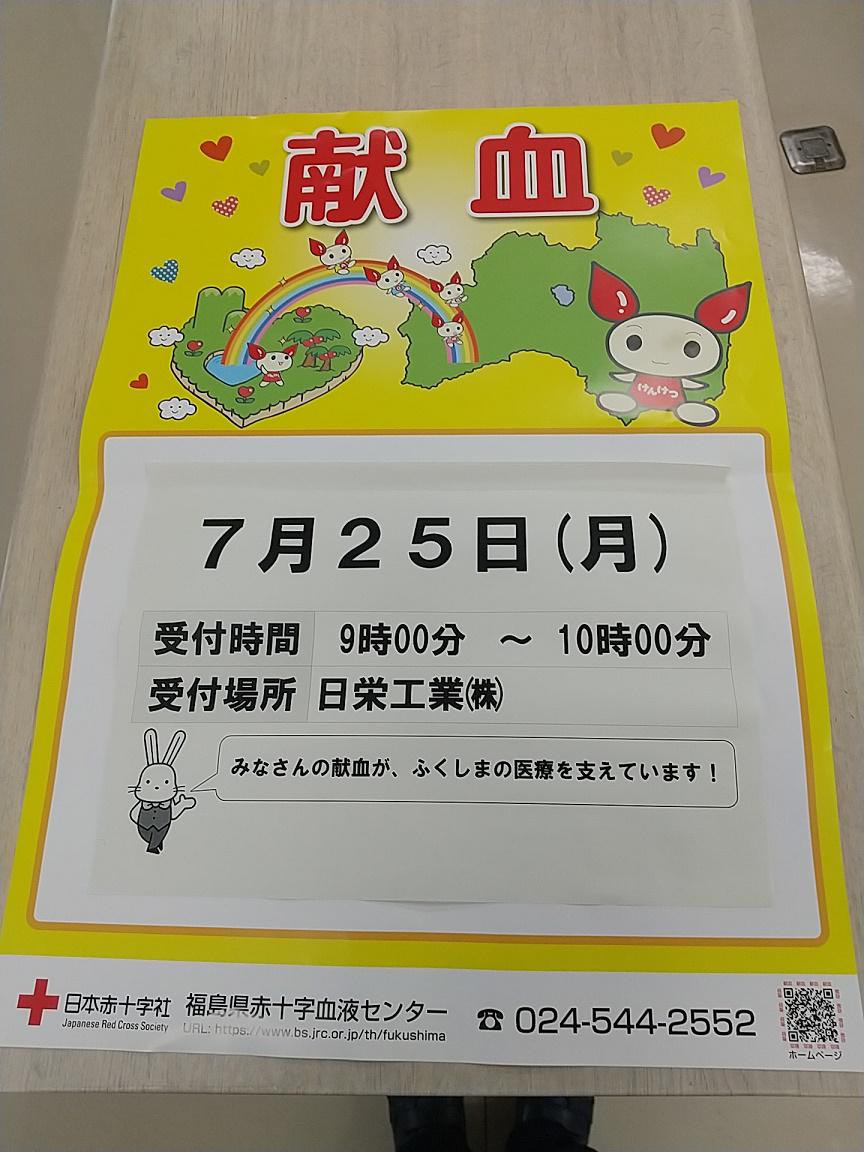 献 血
けんけつ
７月２５日(月)
受付時間 9時00分 ～ 10時00分
受付場所 日栄工業㈱
みなさんの献血が、ふくしまの医療を支えています！
日本赤十字社 福島県赤十字血液センター ☎ 024-544-2552
Japanese Red Cross Society URL: https://www.bs.jrc.or.jp/th/fukushima
ホームページ